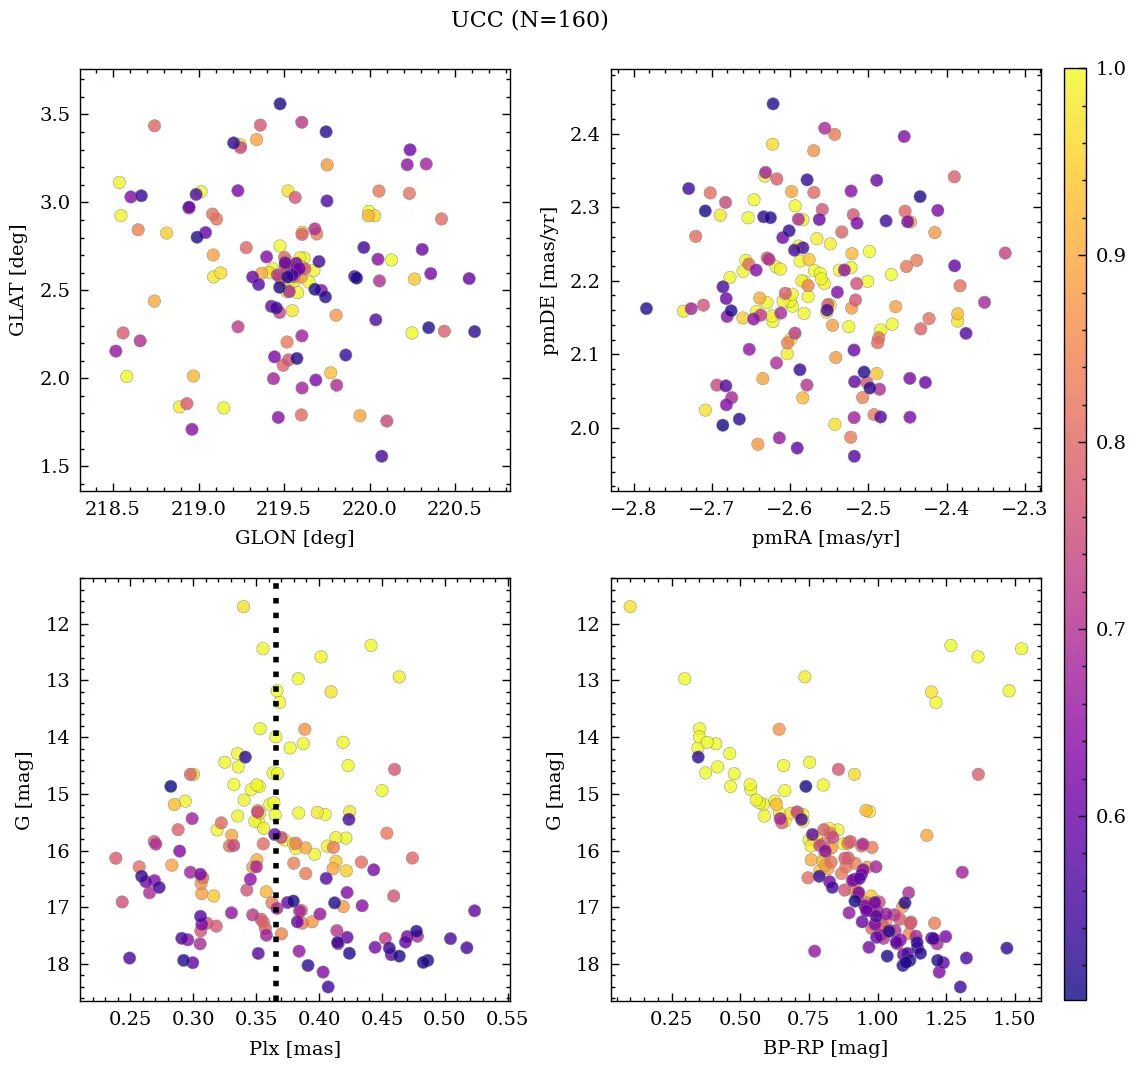 UCC (N=160)
3.5
3.0
2.5
2.0
1.5
GLAT [deg]
218.5 219.0 219.5 220.0 220.5
GLON [deg]
2.4
2.3
2.2
2.1
2.0
pmDE [mas/yr]
−2.8 −2.7 −2.6 −2.5 −2.4 −2.3
pmRA [mas/yr]
12
13
14
15
16
17
18
G [mag]
0.25 0.30 0.35 0.40 0.45 0.50 0.55
Plx [mas]
12
13
14
15
16
17
18
G [mag]
0.25 0.50 0.75 1.00 1.25 1.50
BP-RP [mag]
1.0
0.9
0.8
0.7
0.6